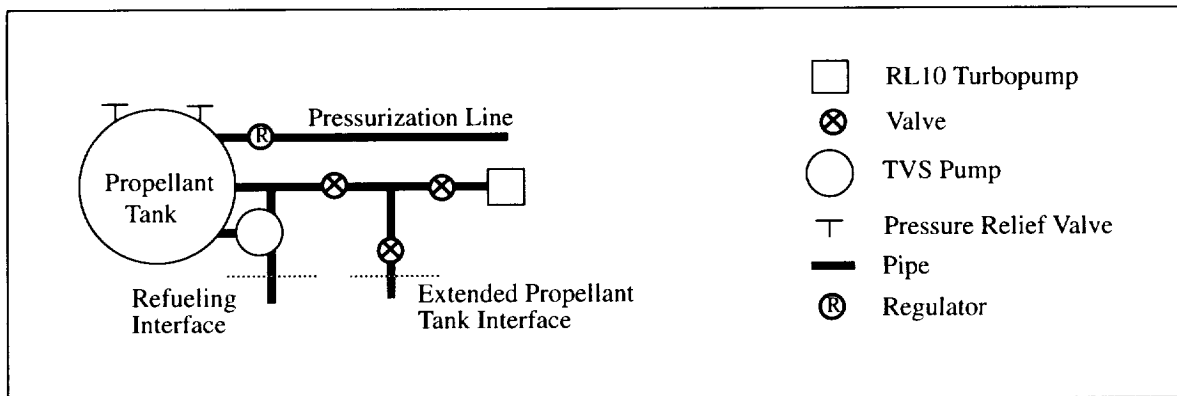 Pressurization Line
R
Propellant
Tank
Refueling
Interface
Extended Propellant
Tank Interface
RL10 Turbopump
Valve
TVS Pump
Pressure Relief Valve
Pipe
R
Regulator